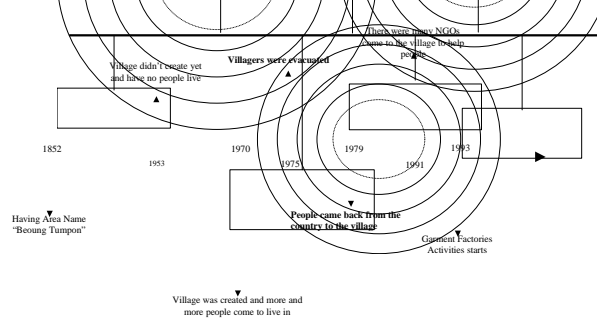 There were many NGOs
come to the village to help
people
Village didn't create yet
and have no people live
Villagers were evacuated
1852
1953
1970
1975
1979
1991
1993
Having Area Name
"Beoung Tumpon"
People came back from the
country to the village
Garment Factories
Activities starts
Village was created and more and
more people come to live in